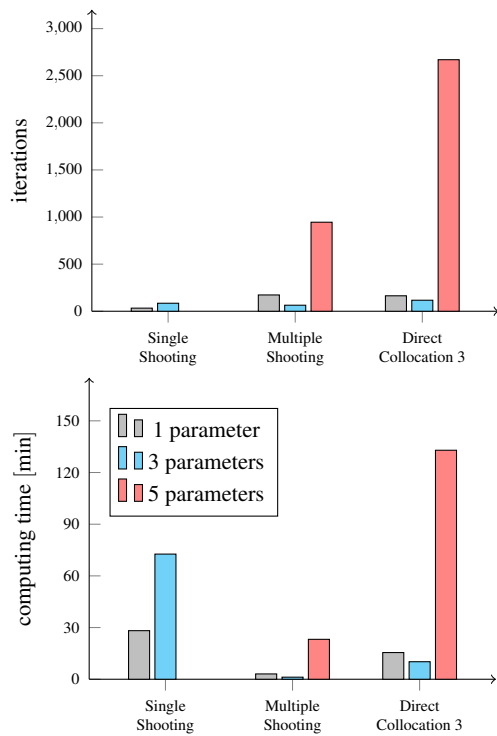 3,000
2,500
2,000
1,500
1,000
500
0
iterations
Single
Shooting
Multiple
Shooting
Direct
Collocation 3
150
120
90
60
30
0
computing time [min]
1 parameter
3 parameters
5 parameters
Single
Shooting
Multiple
Shooting
Direct
Collocation 3